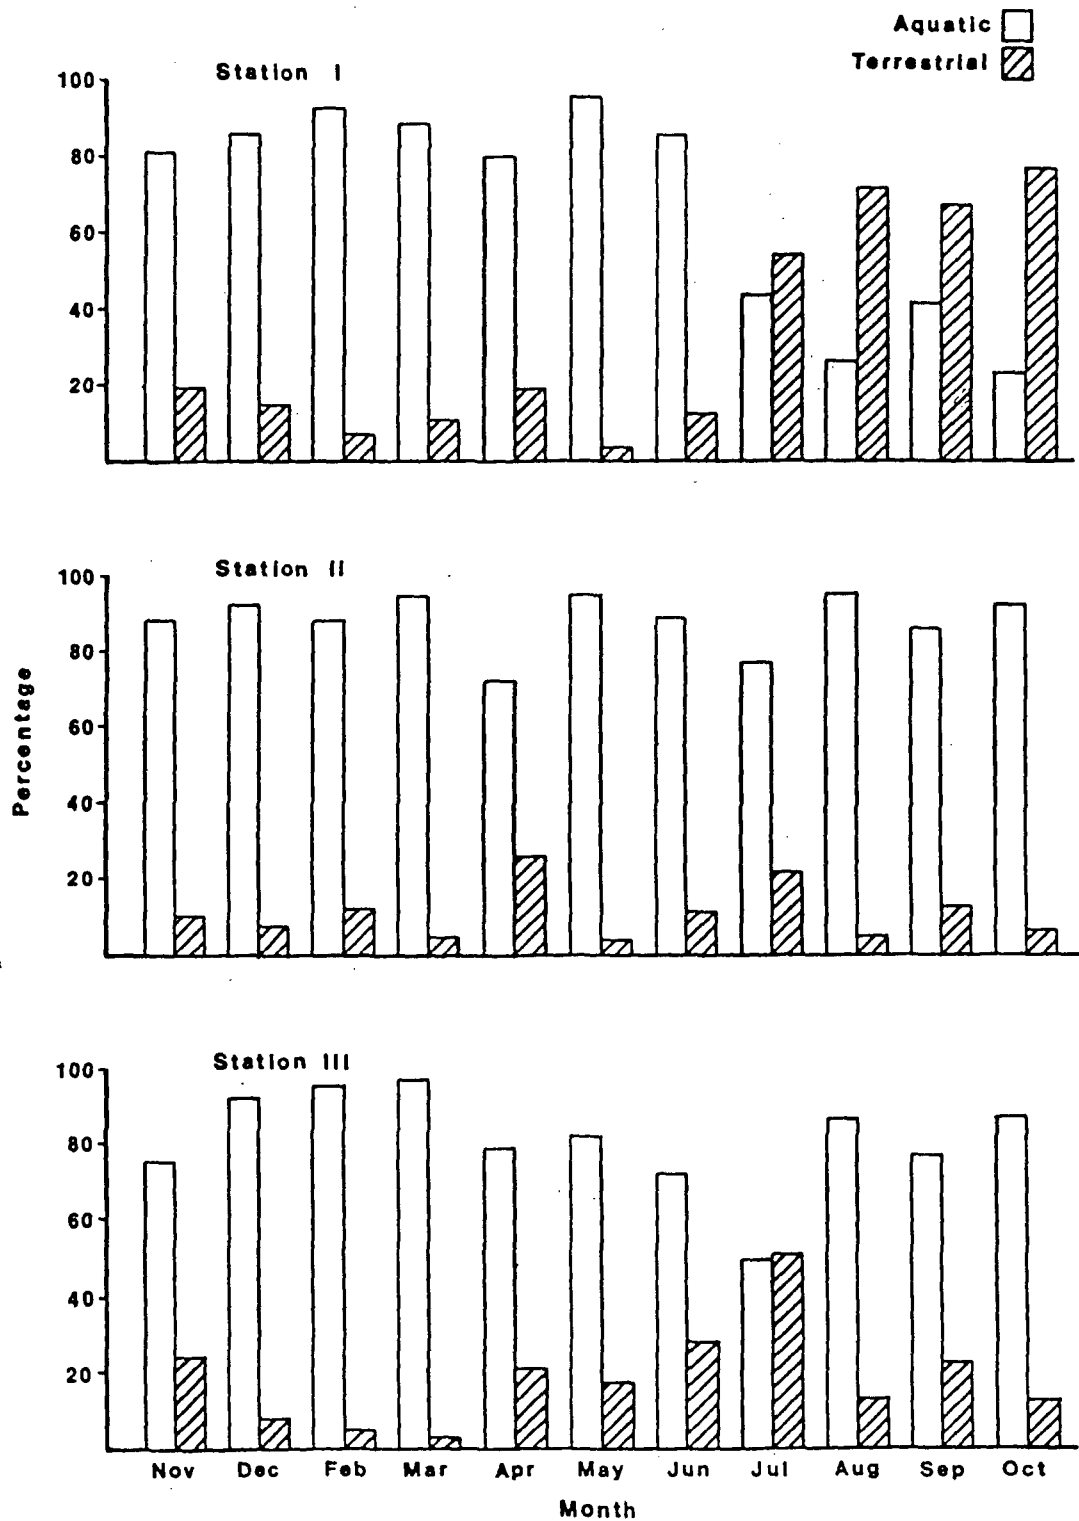 Aquatic
Terrestrial
Station I
100
80
60
40
20
Station II
100
80
60
40
20
Percentage
Station III
100
80
60
40
20
Nov Dec Feb Mar Apr May Jun Jul Aug Sep Oct
Month